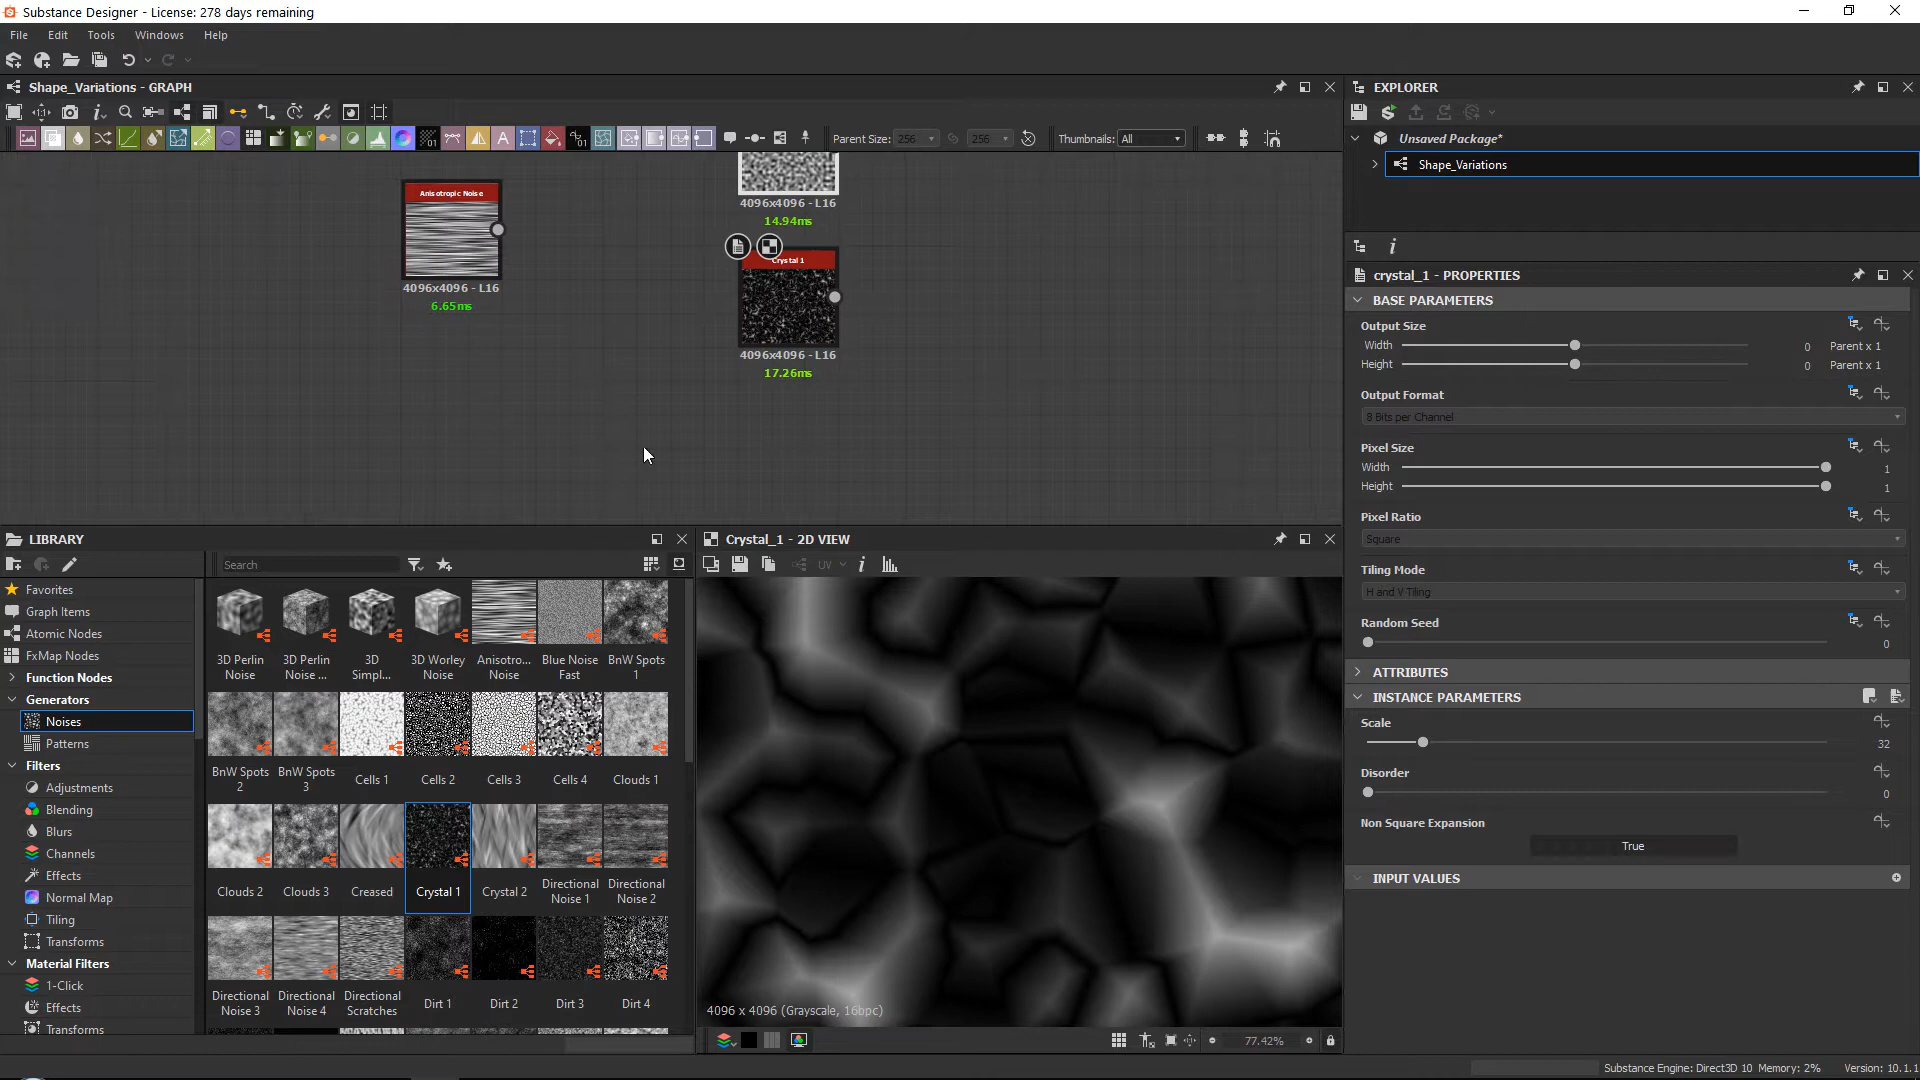 Substance Designer - License: 278 days remaining
File Edit Tools Windows Help
Shape_Variations - GRAPH
Parent Size: 256 256 Thumbnails: All
Anisotropic Noise
4096x4096 - L16
6.65ms
4096x4096 - L16
14.94ms
Crystal 1
4096x4096 - L16
17.26ms
LIBRARY
Search
Favorites
Graph Items
Atomic Nodes
FxMap Nodes
Function Nodes
Generators
Noises
Patterns
Filters
Adjustments
Blending
Blurs
Channels
Effects
Normal Map
Tiling
Transforms
Material Filters
1-Click
Effects
Transforms
3D Perlin Noise
3D Perlin Noise ...
3D Simpl...
3D Worley Noise
Anisotro... Noise
Blue Noise Fast
BnW Spots 1
BnW Spots 2
BnW Spots 3
Cells 1
Cells 2
Cells 3
Cells 4
Clouds 1
Clouds 2
Clouds 3
Creased
Crystal 1
Crystal 2
Directional Noise 1
Directional Noise 2
Directional Noise 3
Directional Noise 4
Directional Scratches
Dirt 1
Dirt 2
Dirt 3
Dirt 4
Crystal_1 - 2D VIEW
UV
4096 x 4096 (Grayscale, 16bpc)
77.42%
EXPLORER
Unsaved Package*
Shape_Variations
crystal_1 - PROPERTIES
BASE PARAMETERS
Output Size
Width 0 Parent x 1
Height 0 Parent x 1
Output Format
8 Bits per Channel
Pixel Size
Width 1
Height 1
Pixel Ratio
Square
Tiling Mode
H and V Tiling
Random Seed
0
ATTRIBUTES
INSTANCE PARAMETERS
Scale
32
Disorder
0
Non Square Expansion
True
INPUT VALUES
Substance Engine: Direct3D 10 Memory: 2% Version: 10.1.1